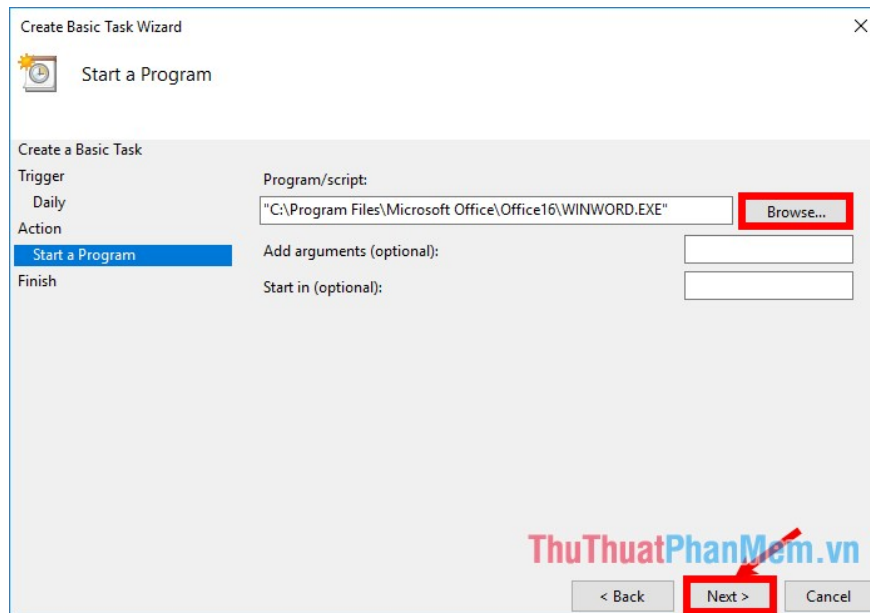 Create Basic Task Wizard
Start a Program
Create a Basic Task
Trigger
Daily
Action
Start a Program
Finish
Program/script:
"C:\Program Files\Microsoft Office\Office16\WINWORD.EXE"
Browse...
Add arguments (optional):
Start in (optional):
ThuThuatPhanMem.vn
< Back
Next >
Cancel